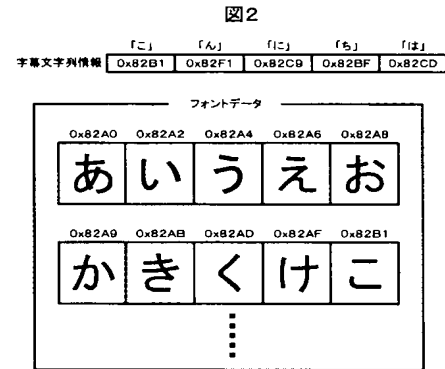 図2
「こ」 「ん」 「に」 「ち」 「は」
字幕文字列情報 0x82B1 0x82F1 0x82C9 0x82BF 0x82CD
フォントデータ
0x82A0 0x82A2 0x82A4 0x82A6 0x82A8
あ い う え お
0x82A9 0x82AB 0x82AD 0x82AF 0x82B1
か き く け こ